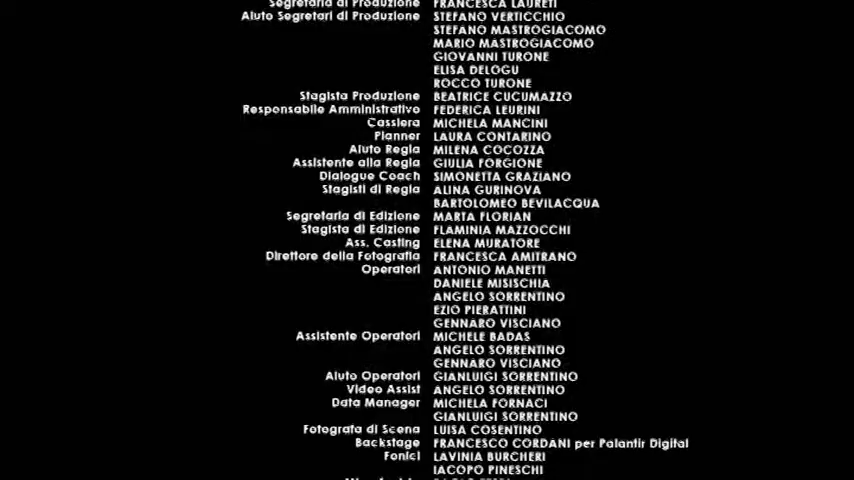 Segretaria di Produzione FRANCESCA LAURETI
Aiuto Segretari di Produzione STEFANO VERTICCHIO
STEFANO MASTROGIACOMO
MARIO MASTROGIACOMO
GIOVANNI TURONE
ELISA DELOGU
ROCCO TURONE
Stagista Produzione BEATRICE CUCUMAZZO
Responsabile Amministrativo FEDERICA LEURINI
Cassiera MICHELA MANCINI
Planner LAURA CONTARINO
Aiuto Regia MILENA COCOZZA
Assistente alla Regia GIULIA FORGIONE
Dialogue Coach SIMONETTA GRAZIANO
Stagisti di Regia ALINA GURINOVA
BARTOLOMEO BEVILACQUA
Segretaria di Edizione MARTA FLORIAN
Stagista di Edizione FLAMINIA MAZZOCCHI
Ass. Casting ELENA MURATORE
Direttore della Fotografia FRANCESCA AMITRANO
Operatori ANTONIO MANETTI
DANIELE MISISCHIA
ANGELO SORRENTINO
EZIO PIERATTINI
GENNARO VISCIANO
Assistente Operatori MICHELE BADAS
ANGELO SORRENTINO
GENNARO VISCIANO
Aiuto Operatori GIANLUIGI SORRENTINO
Video Assist ANGELO SORRENTINO
Data Manager MICHELA FORNACI
GIANLUIGI SORRENTINO
Fotografa di Scena LUISA COSENTINO
Backstage FRANCESCO CORDANI per Palantir Digital
Fonici LAVINIA BURCHERI
IACOPO PINESCHI